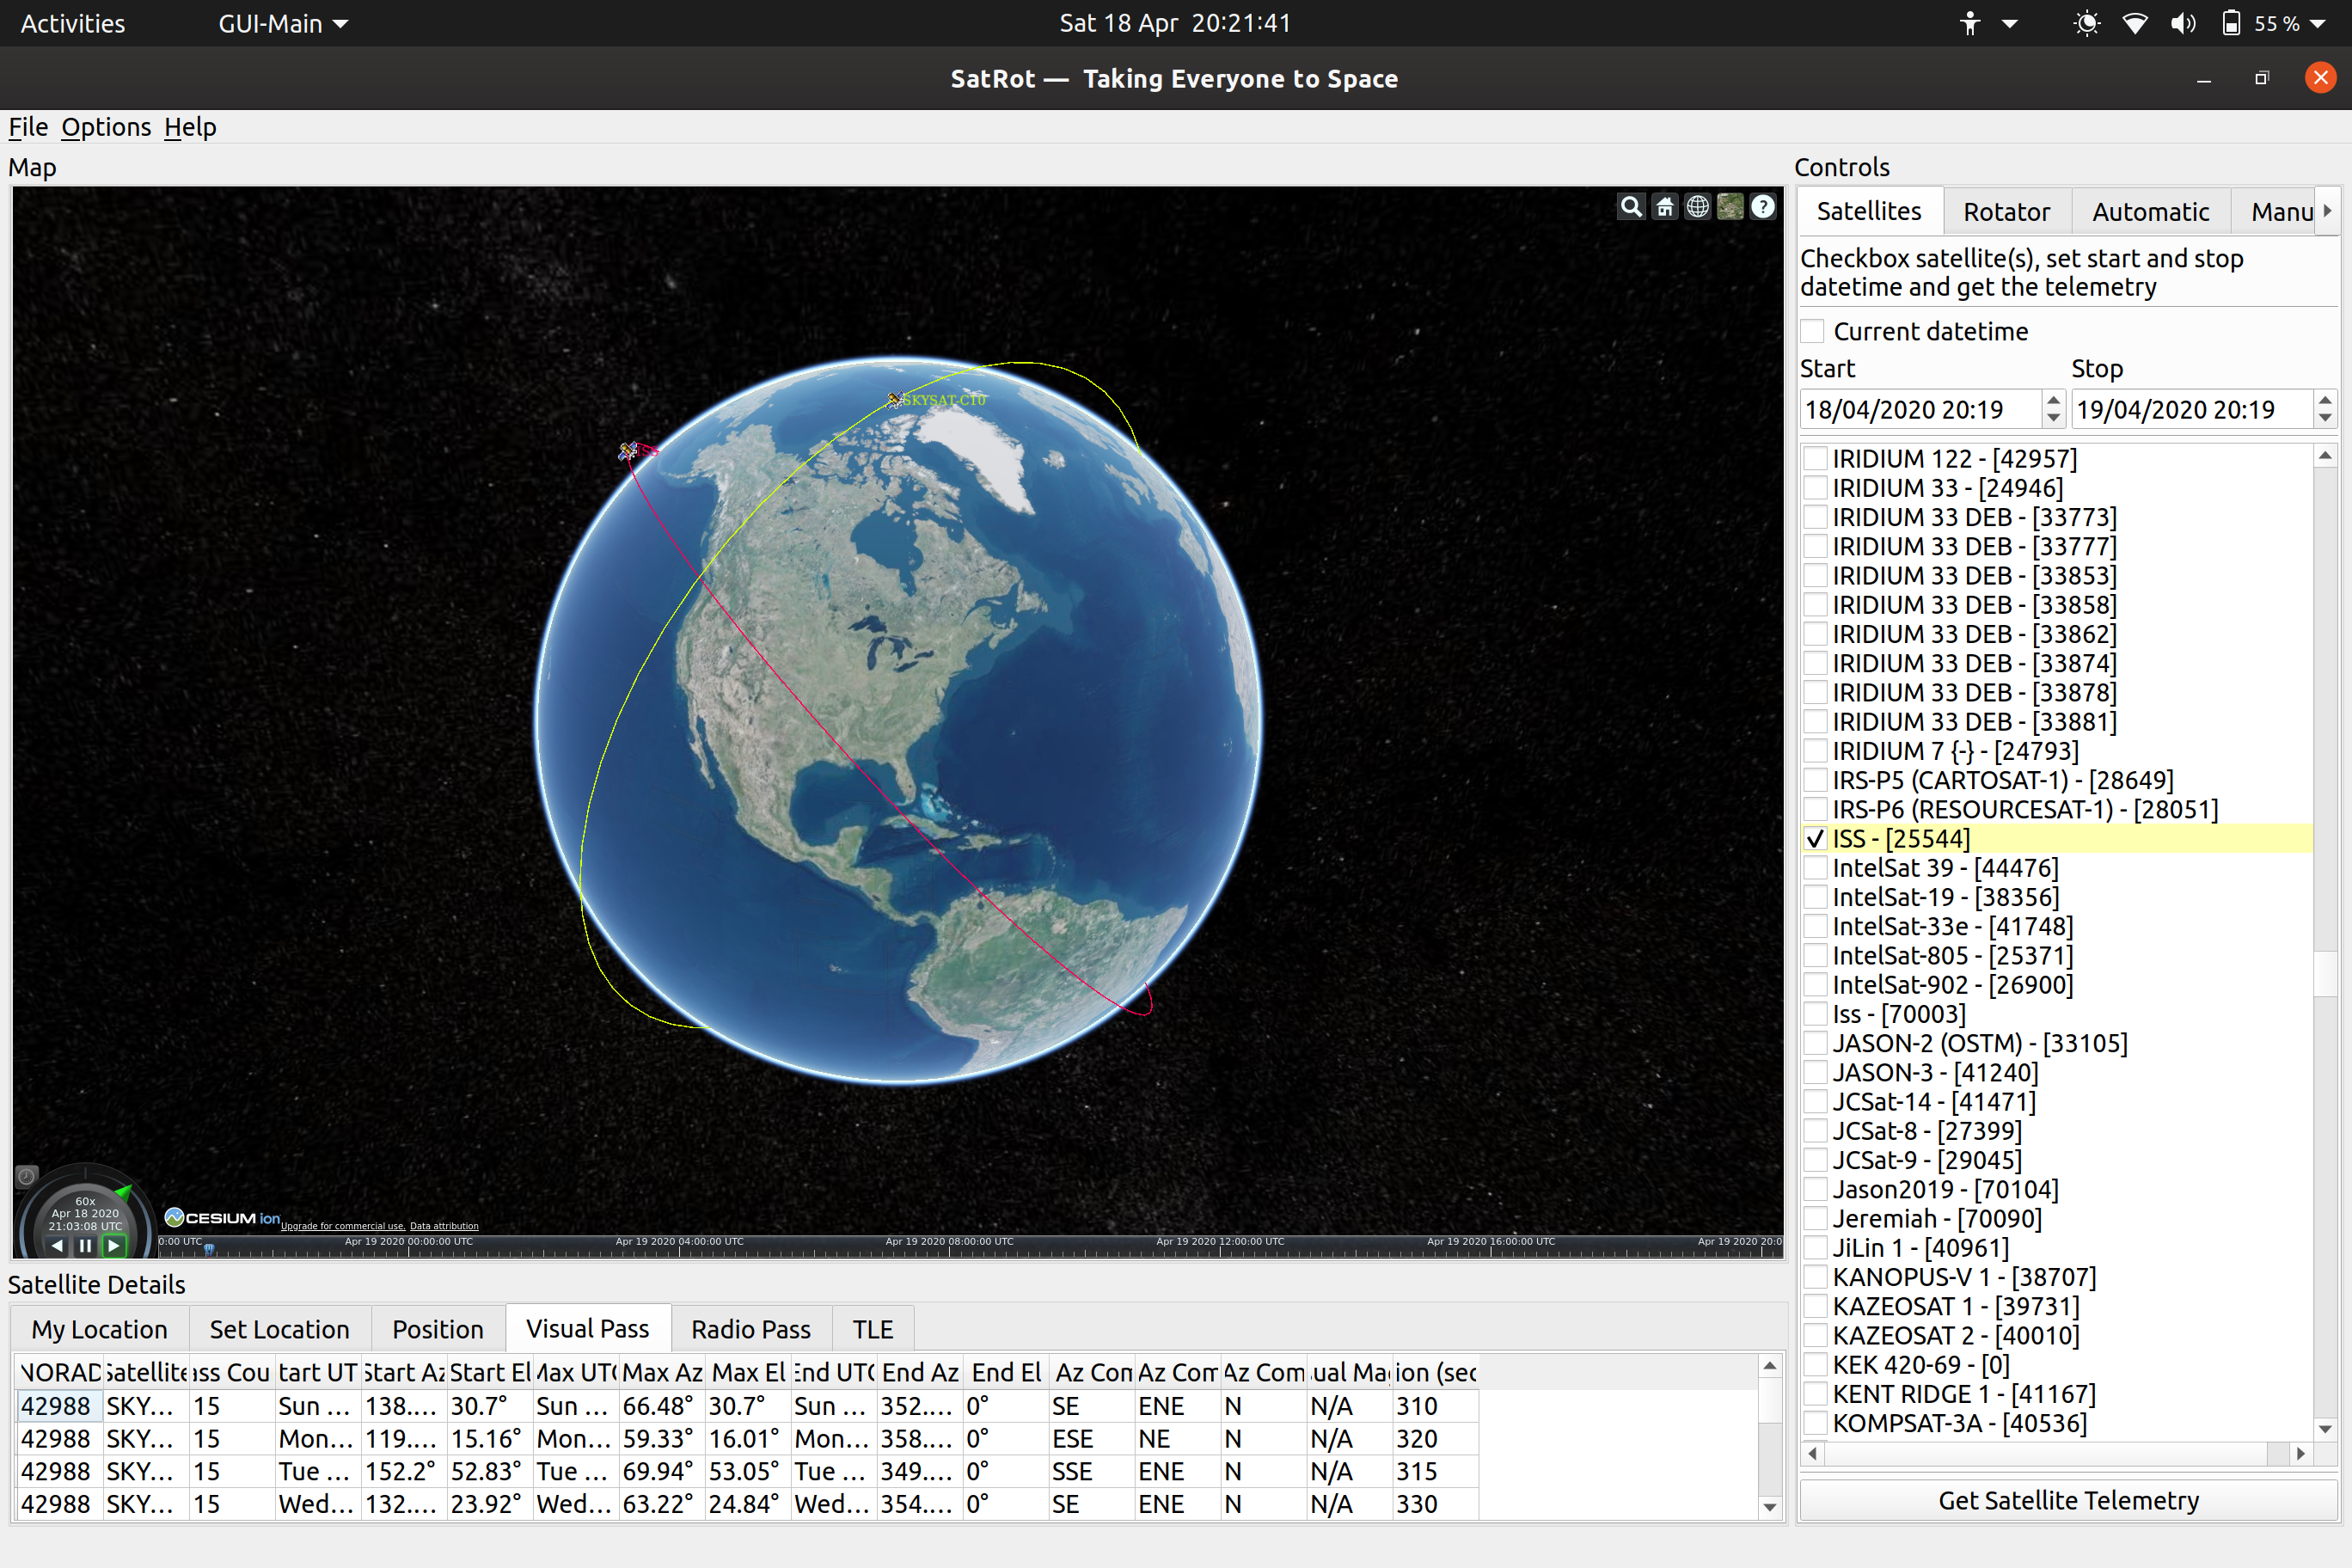 Activities GUI-Main Sat 18 Apr 20:21:41 55 %
SatRot — Taking Everyone to Space
File Options Help
Map
SKYSAT-C10
ISS
60x
Apr 18 2020
21:03:08 UTC
CESIUM ion Upgrade for commercial use. Data attribution
0:00 UTC Apr 19 2020 00:00:00 UTC Apr 19 2020 04:00:00 UTC Apr 19 2020 08:00:00 UTC Apr 19 2020 12:00:00 UTC Apr 19 2020 16:00:00 UTC Apr 19 2020 20:0
Controls
Satellites Rotator Automatic Manu
Checkbox satellite(s), set start and stop
datetime and get the telemetry
Current datetime
Start Stop
18/04/2020 20:19 19/04/2020 20:19
IRIDIUM 122 - [42957]
IRIDIUM 33 - [24946]
IRIDIUM 33 DEB - [33773]
IRIDIUM 33 DEB - [33777]
IRIDIUM 33 DEB - [33853]
IRIDIUM 33 DEB - [33858]
IRIDIUM 33 DEB - [33862]
IRIDIUM 33 DEB - [33874]
IRIDIUM 33 DEB - [33878]
IRIDIUM 33 DEB - [33881]
IRIDIUM 7 {-} - [24793]
IRS-P5 (CARTOSAT-1) - [28649]
IRS-P6 (RESOURCESAT-1) - [28051]
ISS - [25544]
IntelSat 39 - [44476]
IntelSat-19 - [38356]
IntelSat-33e - [41748]
IntelSat-805 - [25371]
IntelSat-902 - [26900]
Iss - [70003]
JASON-2 (OSTM) - [33105]
JASON-3 - [41240]
JCSat-14 - [41471]
JCSat-8 - [27399]
JCSat-9 - [29045]
Jason2019 - [70104]
Jeremiah - [70090]
JiLin 1 - [40961]
KANOPUS-V 1 - [38707]
KAZEOSAT 1 - [39731]
KAZEOSAT 2 - [40010]
KEK 420-69 - [0]
KENT RIDGE 1 - [41167]
KOMPSAT-3A - [40536]
Get Satellite Telemetry
Satellite Details
My Location Set Location Position Visual Pass Radio Pass TLE
NORAD Satellite ass Cou tart UT Start Az Start El Max UTC Max Az Max El End UTC End Az End El Az Com Az Com Az Com ual Mag ion (sec
42988 SKY... 15 Sun ... 138.... 30.7° Sun ... 66.48° 30.7° Sun ... 352.... 0° SE ENE N N/A 310
42988 SKY... 15 Mon... 119.... 15.16° Mon... 59.33° 16.01° Mon... 358.... 0° ESE NE N N/A 320
42988 SKY... 15 Tue ... 152.2° 52.83° Tue ... 69.94° 53.05° Tue ... 349.... 0° SSE ENE N N/A 315
42988 SKY... 15 Wed... 132.... 23.92° Wed... 63.22° 24.84° Wed... 354.... 0° SE ENE N N/A 330